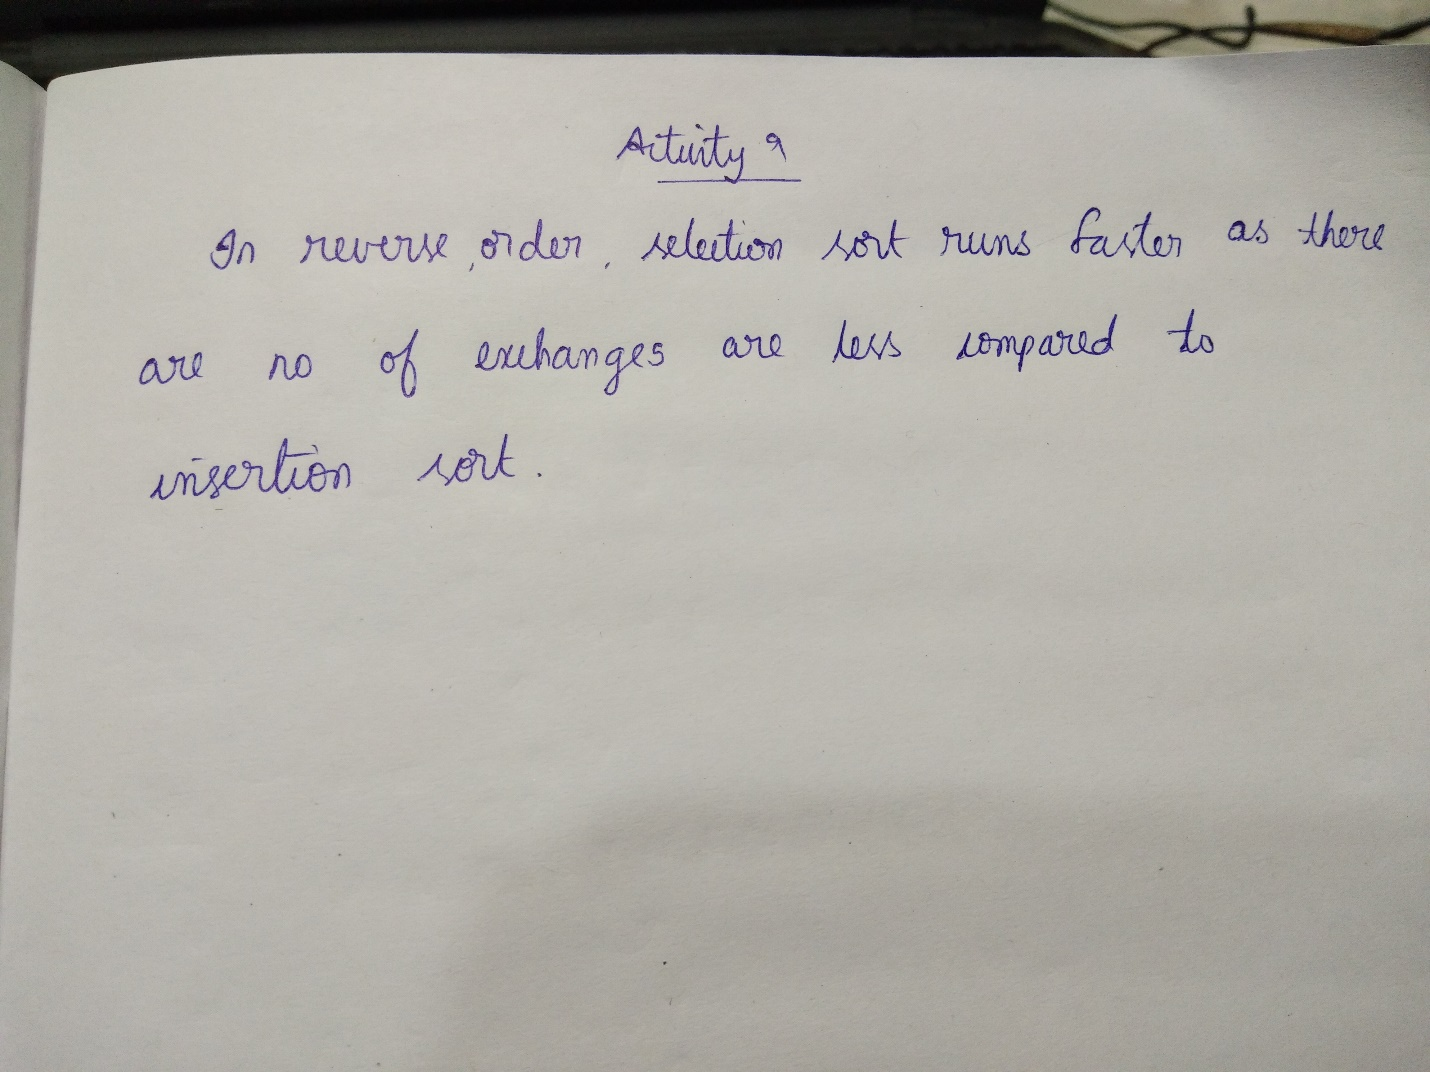 Activity 9
In reverse, order, selection sort runs faster as there
are no of exchanges are less compared to
insertion sort.